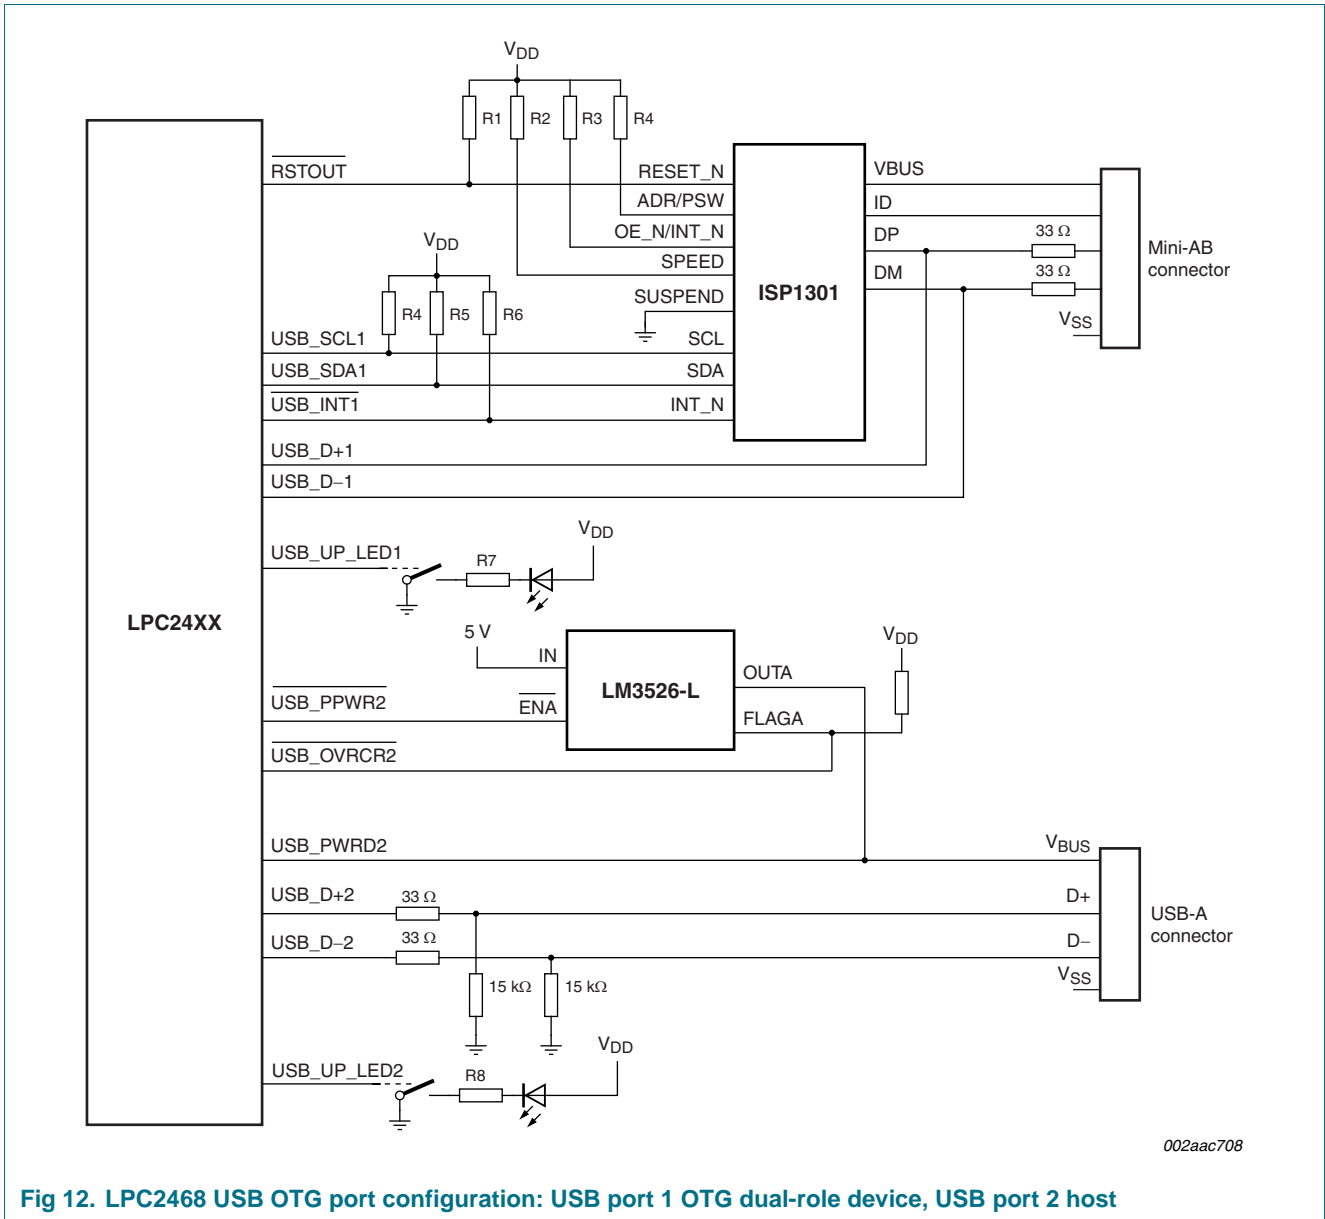 VDD
R1 R2 R3 R4
RSTOUT
RESET_N
ADR/PSW
OE_N/INT_N
SPEED
SUSPEND
SCL
SDA
INT_N
ISP1301
VBUS
ID
DP
DM
33 Ω
33 Ω
VSS
Mini-AB
connector
VDD
R4 R5 R6
USB_SCL1
USB_SDA1
USB_INT1
USB_D+1
USB_D−1
USB_UP_LED1
R7
VDD
LPC24XX
5 V
IN
ENA
LM3526-L
OUTA
FLAGA
VDD
USB_PPWR2
USB_OVRCR2
USB_PWRD2
USB_D+2
33 Ω
USB_D−2
33 Ω
15 kΩ
15 kΩ
VBUS
D+
D−
VSS
USB-A
connector
USB_UP_LED2
R8
VDD
002aac708
Fig 12. LPC2468 USB OTG port configuration: USB port 1 OTG dual-role device, USB port 2 host